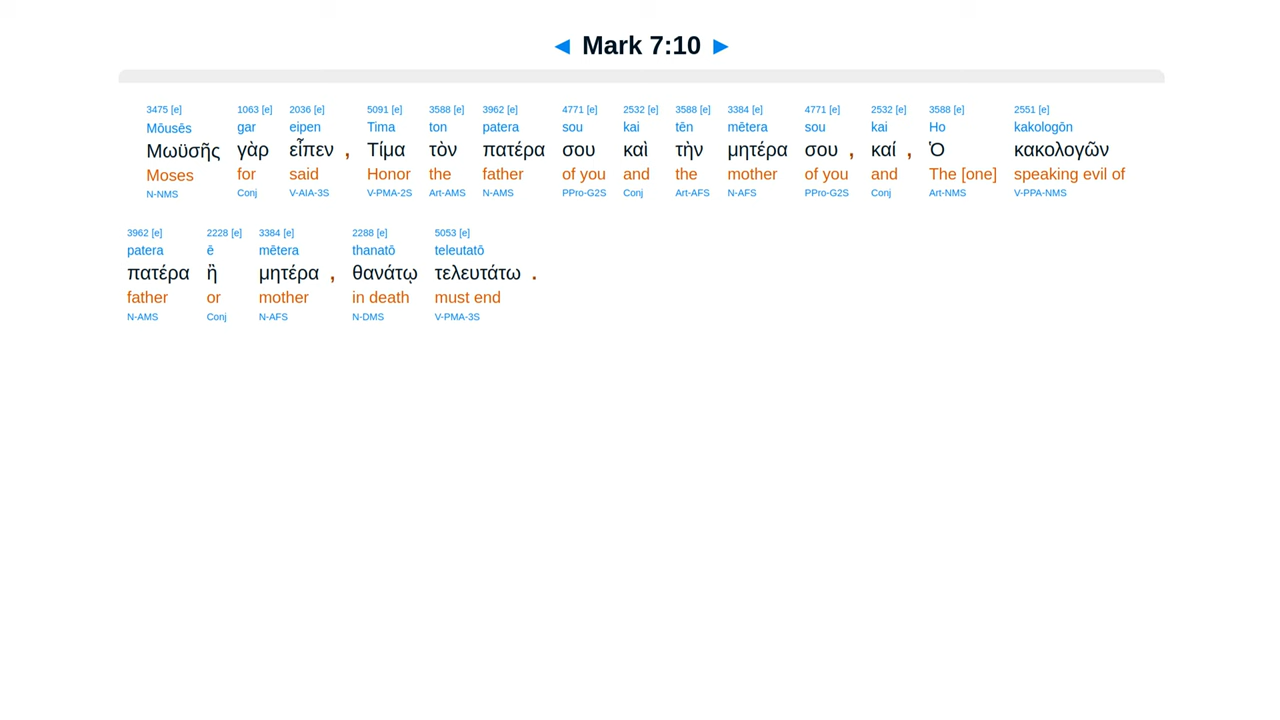 ◄ Mark 7:10 ►
3475 [e] 1063 [e] 2036 [e] 5091 [e] 3588 [e] 3962 [e] 4771 [e] 2532 [e] 3588 [e] 3384 [e] 4771 [e] 2532 [e] 3588 [e] 2551 [e]
Mōusēs gar eipen Tima ton patera sou kai tēn mētera sou kai Ho kakologōn
Μωϋσῆς γὰρ εἶπεν , Τίμα τὸν πατέρα σου καὶ τὴν μητέρα σου , καί , Ὁ κακολογῶν
Moses for said Honor the father of you and the mother of you and The [one] speaking evil of
N-NMS Conj V-AIA-3S V-PMA-2S Art-AMS N-AMS PPro-G2S Conj Art-AFS N-AFS PPro-G2S Conj Art-NMS V-PPA-NMS
3962 [e] 2228 [e] 3384 [e] 2288 [e] 5053 [e]
patera ē mētera thanatō teleutatō
πατέρα ἢ μητέρα , θανάτῳ τελευτάτω .
father or mother in death must end
N-AMS Conj N-AFS N-DMS V-PMA-3S